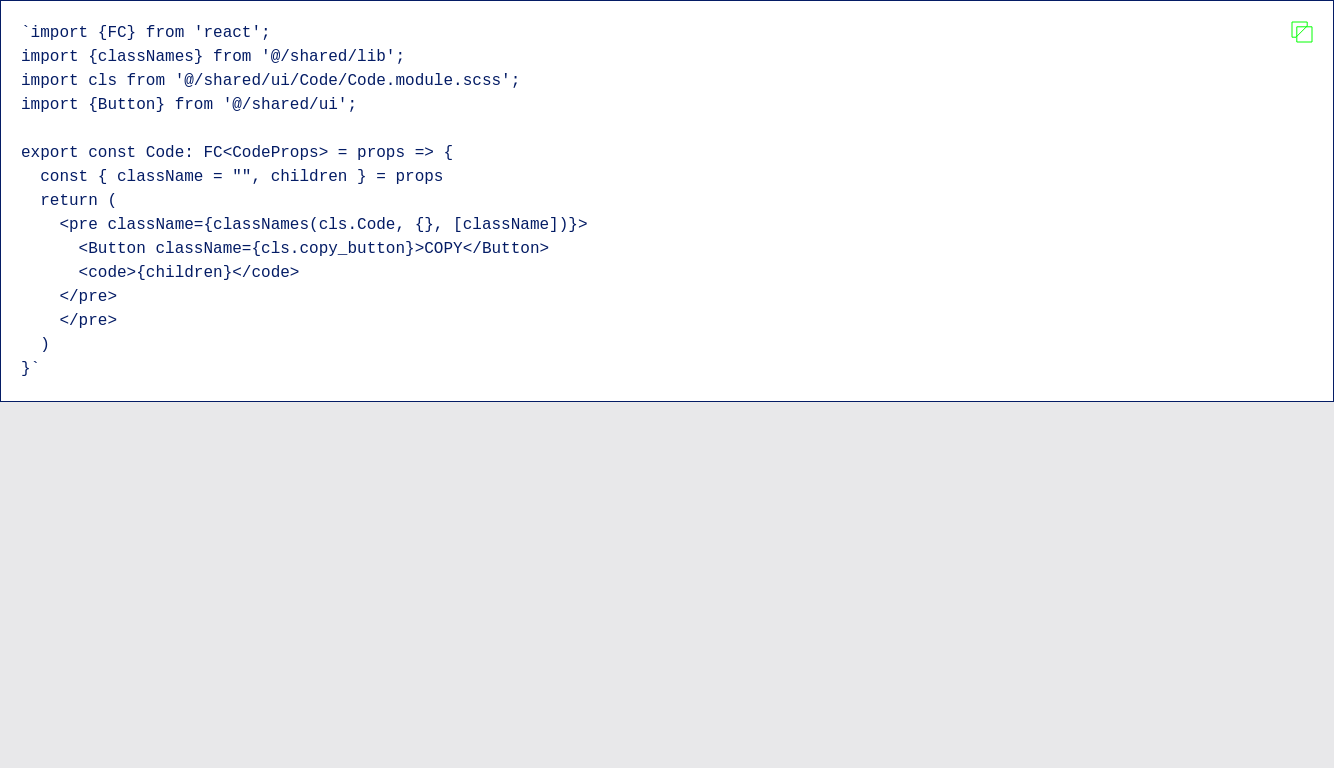 `import {FC} from 'react';
import {classNames} from '@/shared/lib';
import cls from '@/shared/ui/Code/Code.module.scss';
import {Button} from '@/shared/ui';

export const Code: FC<CodeProps> = props => {
  const { className = "", children } = props
  return (
    <pre className={classNames(cls.Code, {}, [className])}>
      <Button className={cls.copy_button}>COPY</Button>
      <code>{children}</code>
    </pre>
    </pre>
  )
}`